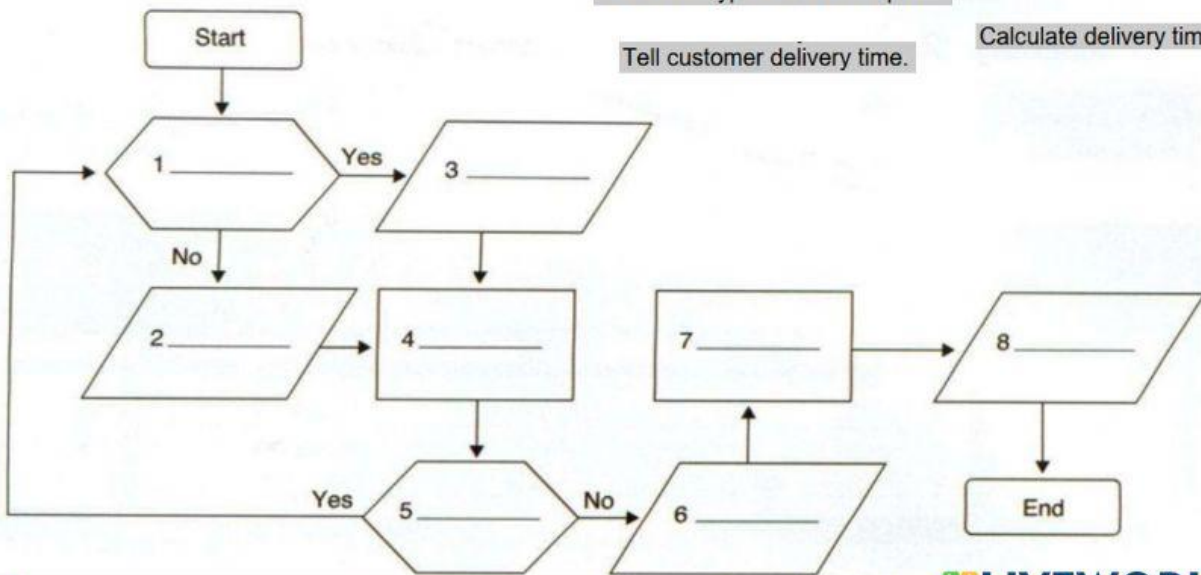 Tell customer delivery time.
Calculate delivery tim
Start
1
Yes
3
No
2
4
7
8
Yes
5
No
6
End